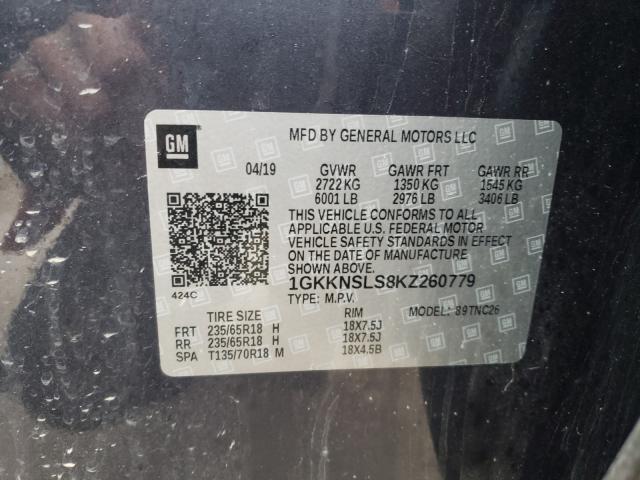 GM
MFD BY GENERAL MOTORS LLC
04/19 GVWR GAWR FRT GAWR RR
2722 KG 1350 KG 1545 KG
6001 LB 2976 LB 3406 LB
THIS VEHICLE CONFORMS TO ALL
APPLICABLE U.S. FEDERAL MOTOR
VEHICLE SAFETY STANDARDS IN EFFECT
ON THE DATE OF MANUFACTURE
SHOWN ABOVE.
424C
1GKKNSLS8KZ260779
TYPE: M.P.V. MODEL: 89TNC26
TIRE SIZE RIM
FRT 235/65R18 H 18X7.5J
RR 235/65R18 H 18X7.5J
SPA T135/70R18 M 18X4.5B